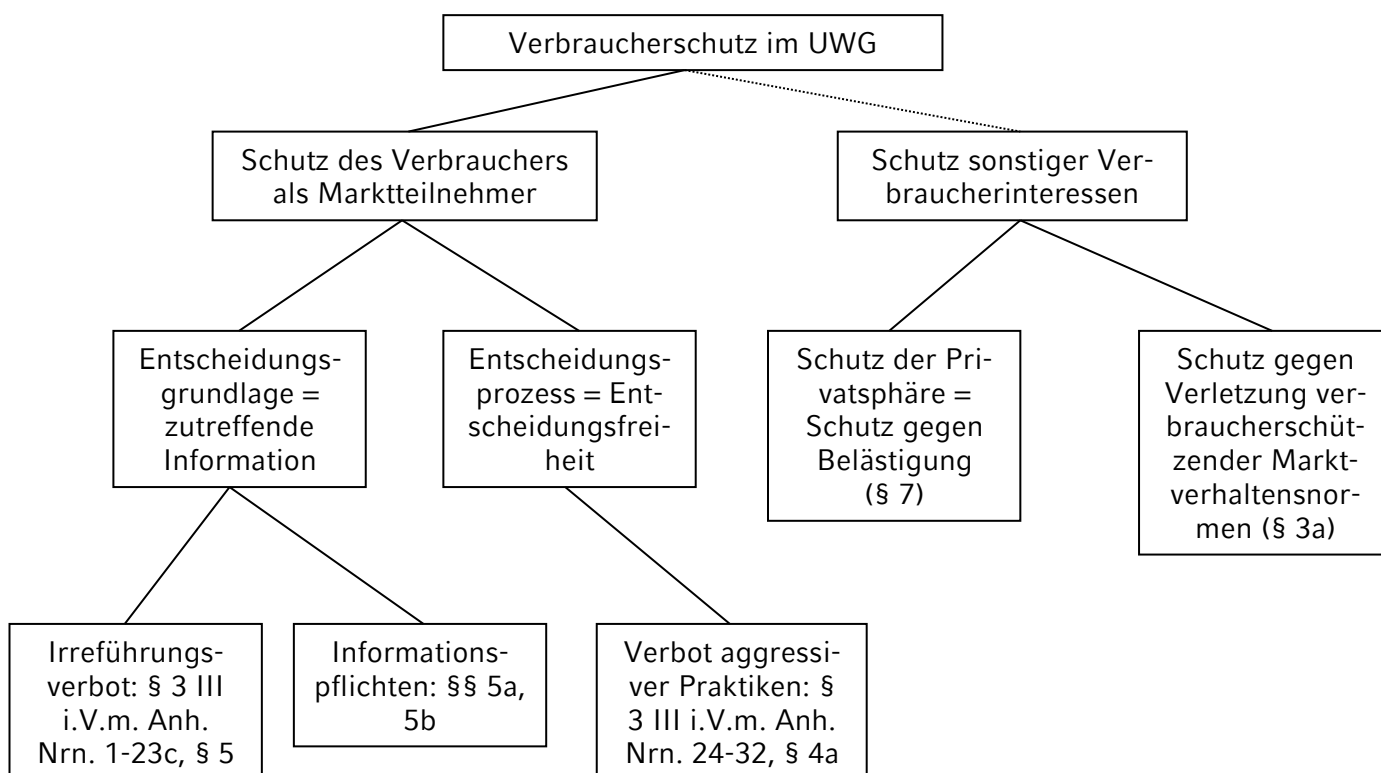 Verbraucherschutz im UWG
Schutz des Verbrauchers
als Marktteilnehmer
Schutz sonstiger Ver-
braucherinteressen
Entscheidungs-
grundlage =
zutreffende
Information
Entscheidungs-
prozess = Ent-
scheidungsfrei-
heit
Schutz der Pri-
vatsphäre =
Schutz gegen
Belästigung
(§ 7)
Schutz gegen
Verletzung ver-
braucherschüt-
zender Markt-
verhaltensnor-
men (§ 3a)
Irreführungs-
verbot: § 3 III
i.V.m. Anh.
Nrn. 1-23c, § 5
Informations-
pflichten: §§ 5a,
5b
Verbot aggressi-
ver Praktiken: §
3 III i.V.m. Anh.
Nrn. 24-32, § 4a